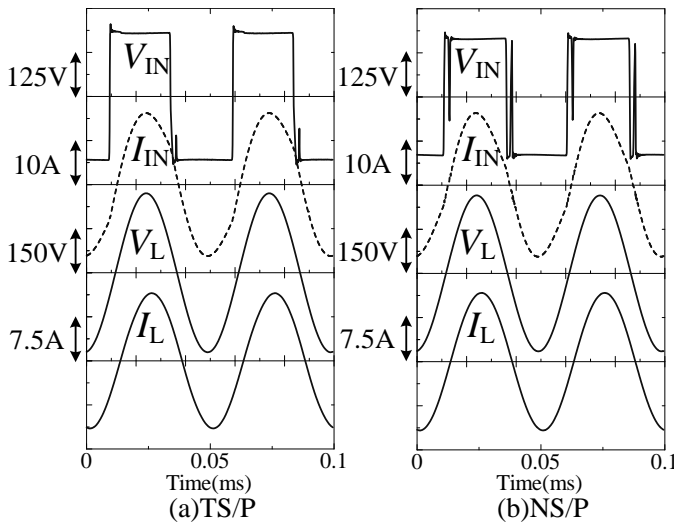 125V
V_IN
10A
I_IN
150V
V_L
7.5A
I_L
0 0.05 0.1
Time(ms)
(a)TS/P
125V
V_IN
10A
I_IN
150V
V_L
7.5A
I_L
0 0.05 0.1
Time(ms)
(b)NS/P